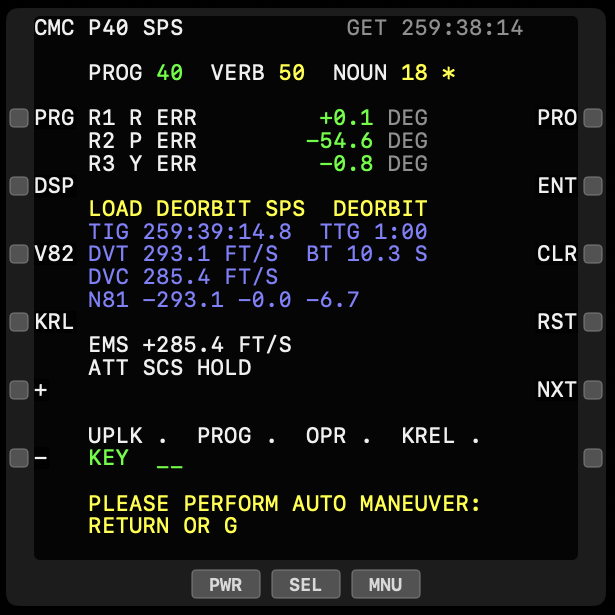 CMC P40 SPS GET 259:38:14
PROG 40 VERB 50 NOUN 18 *
PRG R1 R ERR +0.1 DEG PRO
R2 P ERR -54.6 DEG
R3 Y ERR -0.8 DEG
DSP ENT
LOAD DEORBIT SPS DEORBIT
TIG 259:39:14.8 TTG 1:00
V82 DVT 293.1 FT/S BT 10.3 S CLR
DVC 285.4 FT/S
N81 -293.1 -0.0 -6.7
KRL RST
EMS +285.4 FT/S
ATT SCS HOLD
+ NXT
UPLK . PROG . OPR . KREL .
- KEY __
PLEASE PERFORM AUTO MANEUVER:
RETURN OR G
PWR SEL MNU